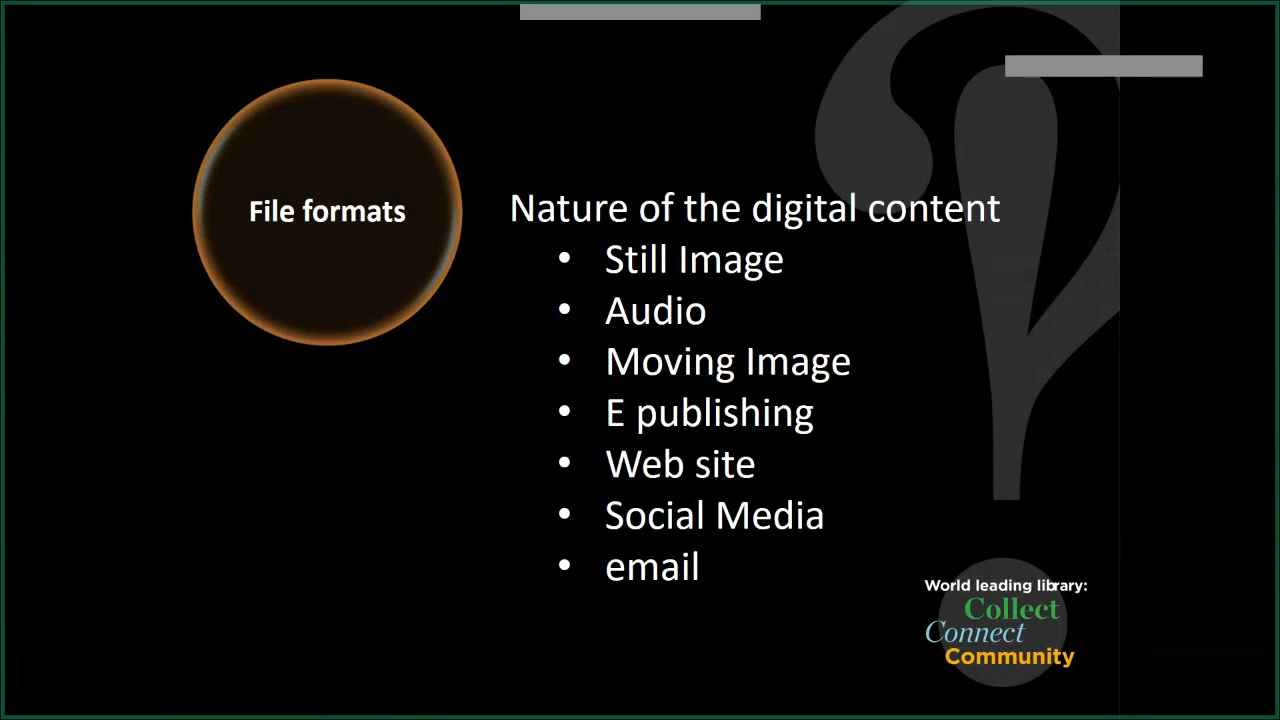 File formats
Nature of the digital content
• Still Image
• Audio
• Moving Image
• E publishing
• Web site
• Social Media
• email
World leading library:
Collect
Connect
Community